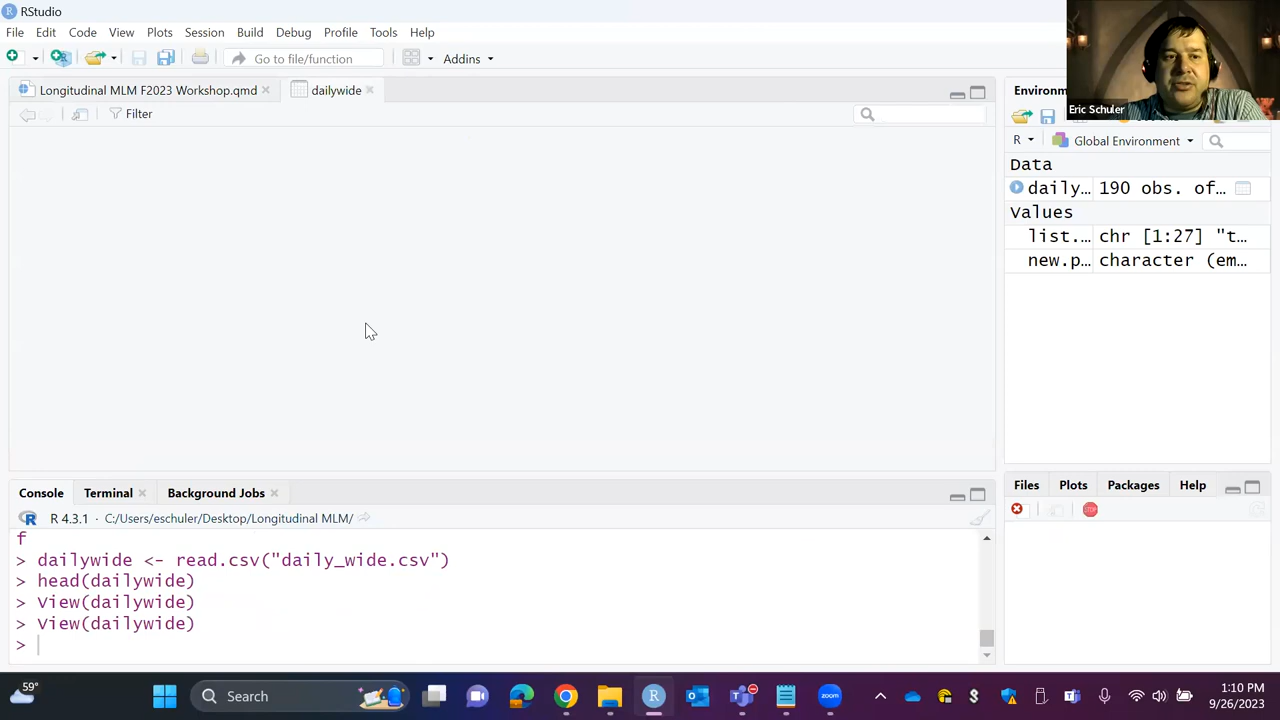 RStudio
File Edit Code View Plots Session Build Debug Profile Tools Help
Go to file/function
Addins
Longitudinal MLM F2023 Workshop.qmd
dailywide
Filter
Eric Schuler
Environm
R
Global Environment
Data
daily… 190 obs. of…
Values
list.… chr [1:27] "t…
new.p… character (em…
Console Terminal Background Jobs
R 4.3.1 · C:/Users/eschuler/Desktop/Longitudinal MLM/
f
> dailywide <- read.csv("daily_wide.csv")
> head(dailywide)
> View(dailywide)
> View(dailywide)
>
Files Plots Packages Help
STOP
59°
Search
1:10 PM
9/26/2023